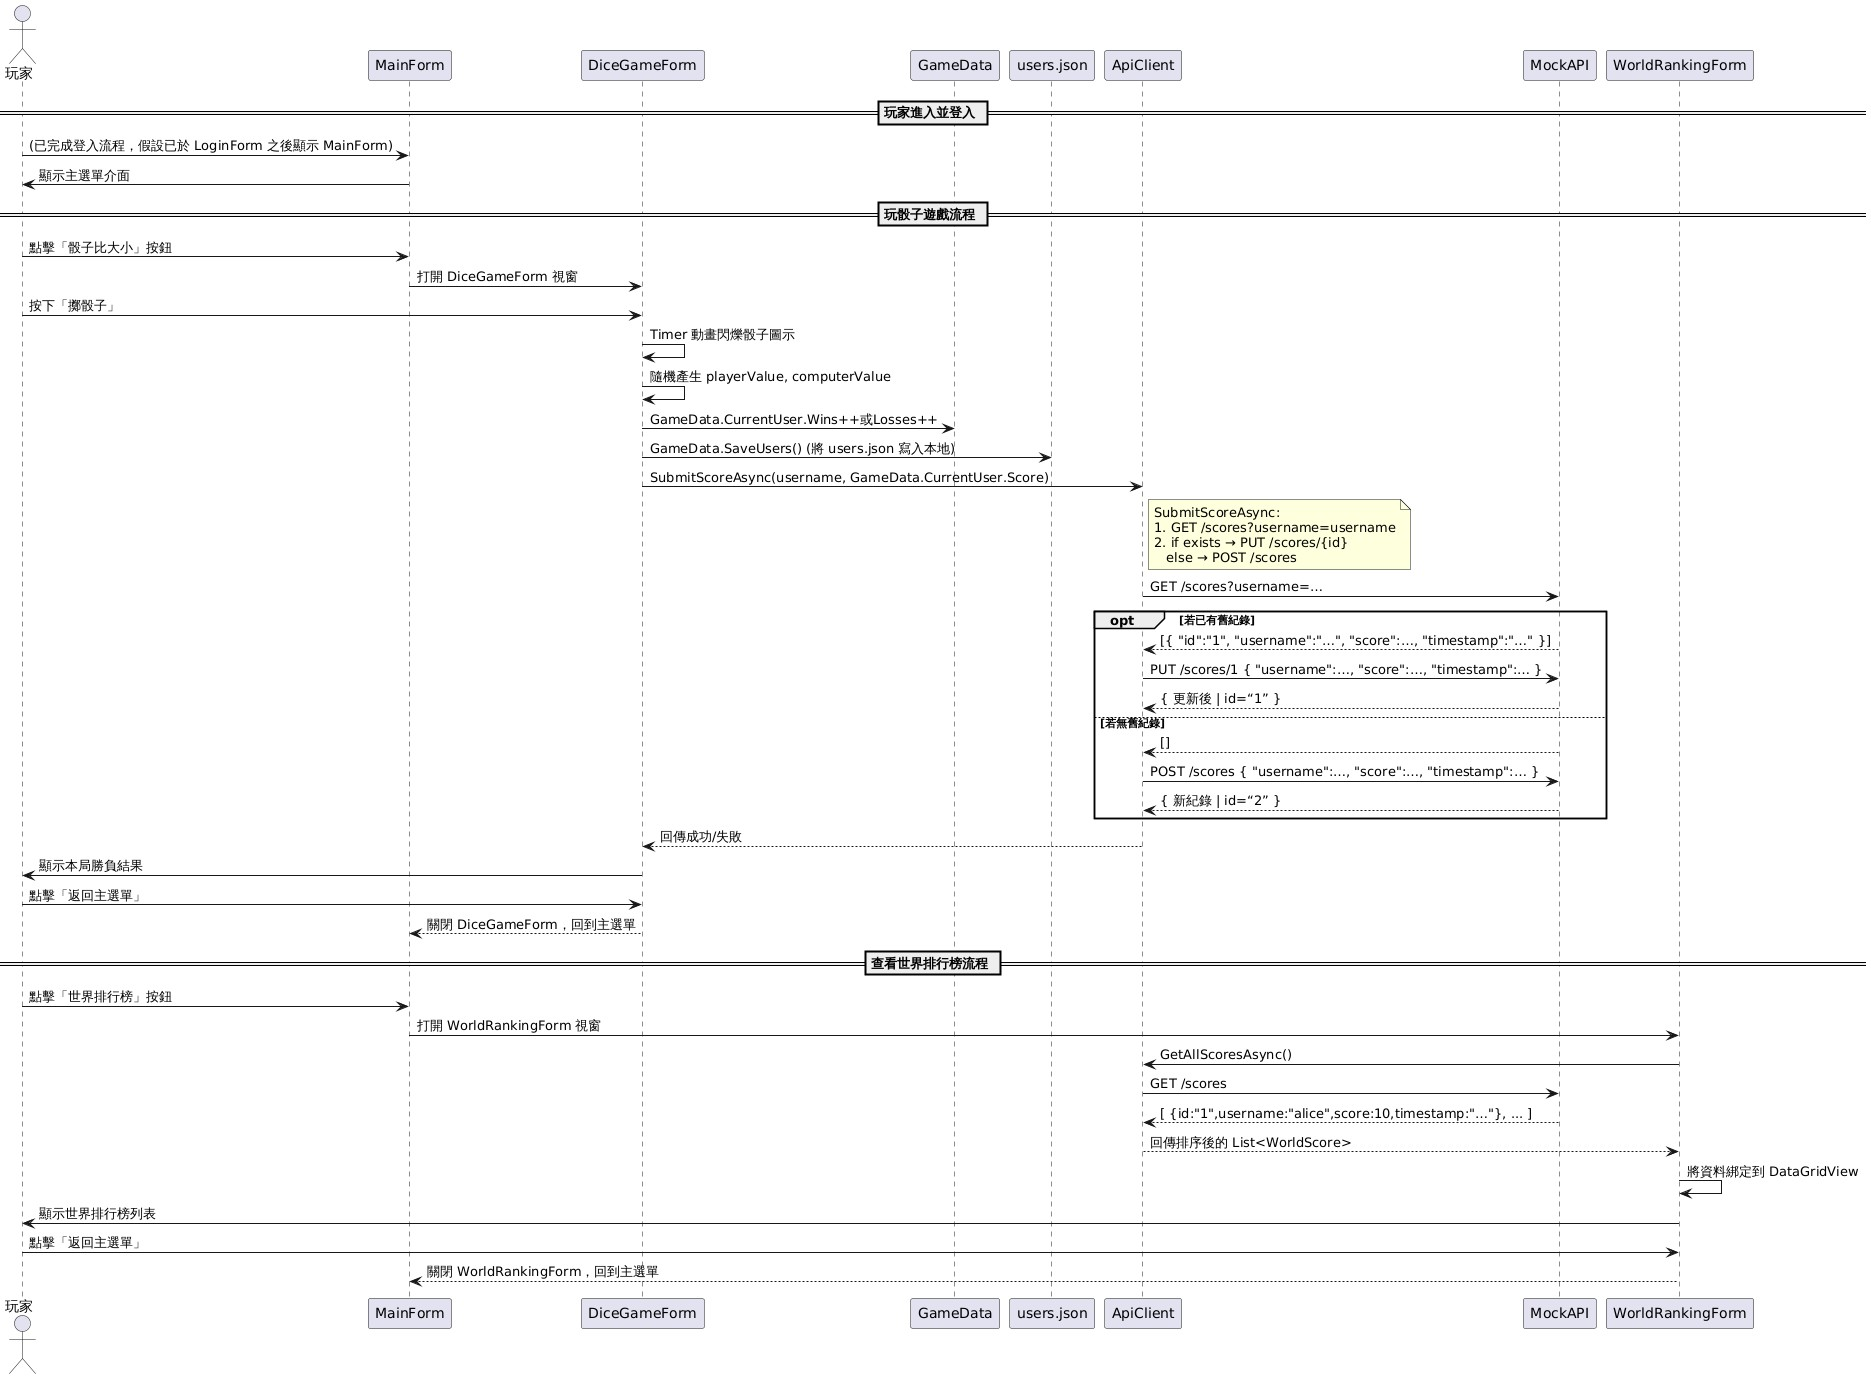 玩家
MainForm
DiceGameForm
GameData
users.json
ApiClient
MockAPI
WorldRankingForm
玩家進入並登入
(已完成登入流程，假設已於 LoginForm 之後顯示 MainForm)
顯示主選單介面
玩骰子遊戲流程
點擊「骰子比大小」按鈕
打開 DiceGameForm 視窗
按下「擲骰子」
Timer 動畫閃爍骰子圖示
隨機產生 playerValue, computerValue
GameData.CurrentUser.Wins++或Losses++
GameData.SaveUsers() (將 users.json 寫入本地)
SubmitScoreAsync(username, GameData.CurrentUser.Score)
SubmitScoreAsync:
1. GET /scores?username=username
2. if exists → PUT /scores/{id}
else → POST /scores
GET /scores?username=…
opt [若已有舊紀錄]
[{ "id":"1", "username":"…", "score":…, "timestamp":"…" }]
PUT /scores/1 { "username":…, "score":…, "timestamp":… }
{ 更新後 | id=“1” }
[若無舊紀錄]
[]
POST /scores { "username":…, "score":…, "timestamp":… }
{ 新紀錄 | id=“2” }
回傳成功/失敗
顯示本局勝負結果
點擊「返回主選單」
關閉 DiceGameForm，回到主選單
查看世界排行榜流程
點擊「世界排行榜」按鈕
打開 WorldRankingForm 視窗
GetAllScoresAsync()
GET /scores
[ {id:"1",username:"alice",score:10,timestamp:"…"}, … ]
回傳排序後的 List<WorldScore>
將資料綁定到 DataGridView
顯示世界排行榜列表
點擊「返回主選單」
關閉 WorldRankingForm，回到主選單
玩家
MainForm
DiceGameForm
GameData
users.json
ApiClient
MockAPI
WorldRankingForm